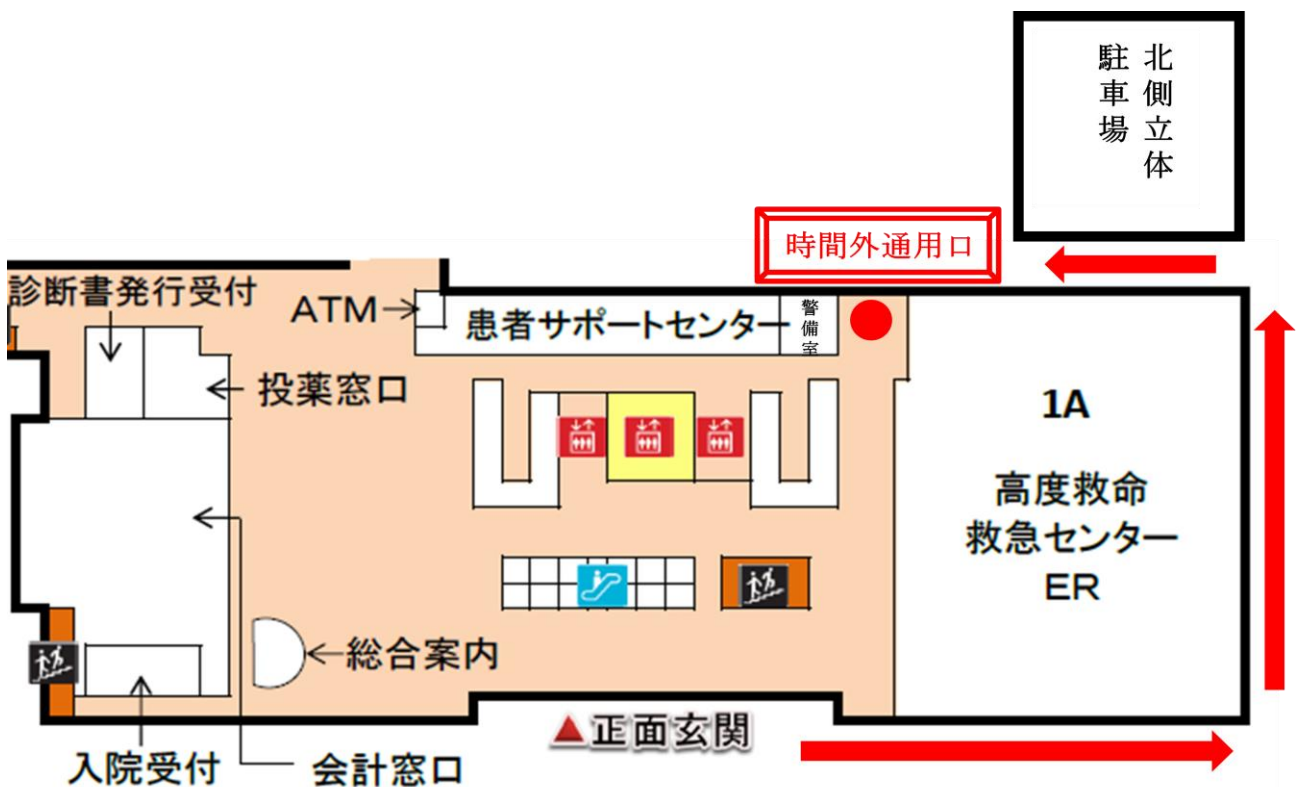 北側立体
駐車場
時間外通用口
診断書発行受付
ATM
患者サポートセンター
警備室
投薬窓口
1A
高度救命
救急センター
ER
総合案内
正面玄関
入院受付
会計窓口